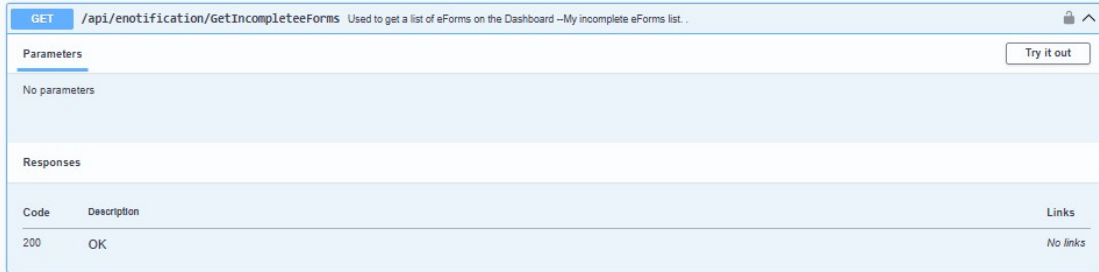 GET /api/enotification/GetIncompleteeForms Used to get a list of eForms on the Dashboard --My incomplete eForms list. .
Parameters Try it out
No parameters
Responses
Code Description Links
200 OK No links